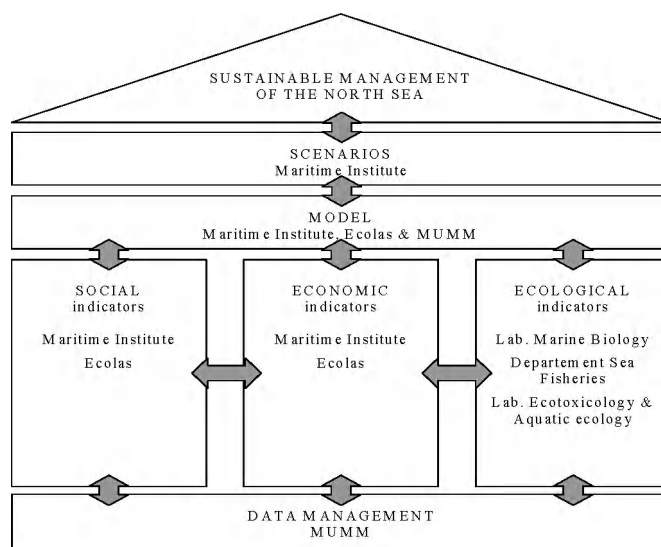 SUSTAINABLE MANAGEMENT
OF THE NORTH SEA
SCENARIOS
Maritime Institute
MODEL
Maritime Institute, Ecolas & MUMM
SOCIAL
indicators
Maritime Institute
Ecolas
ECONOMIC
indicators
Maritime Institute
Ecolas
ECOLOGICAL
indicators
Lab. Marine Biology
Departement Sea
Fisheries
Lab. Ecotoxicology &
Aquatic ecology
DATA MANAGEMENT
MUMM